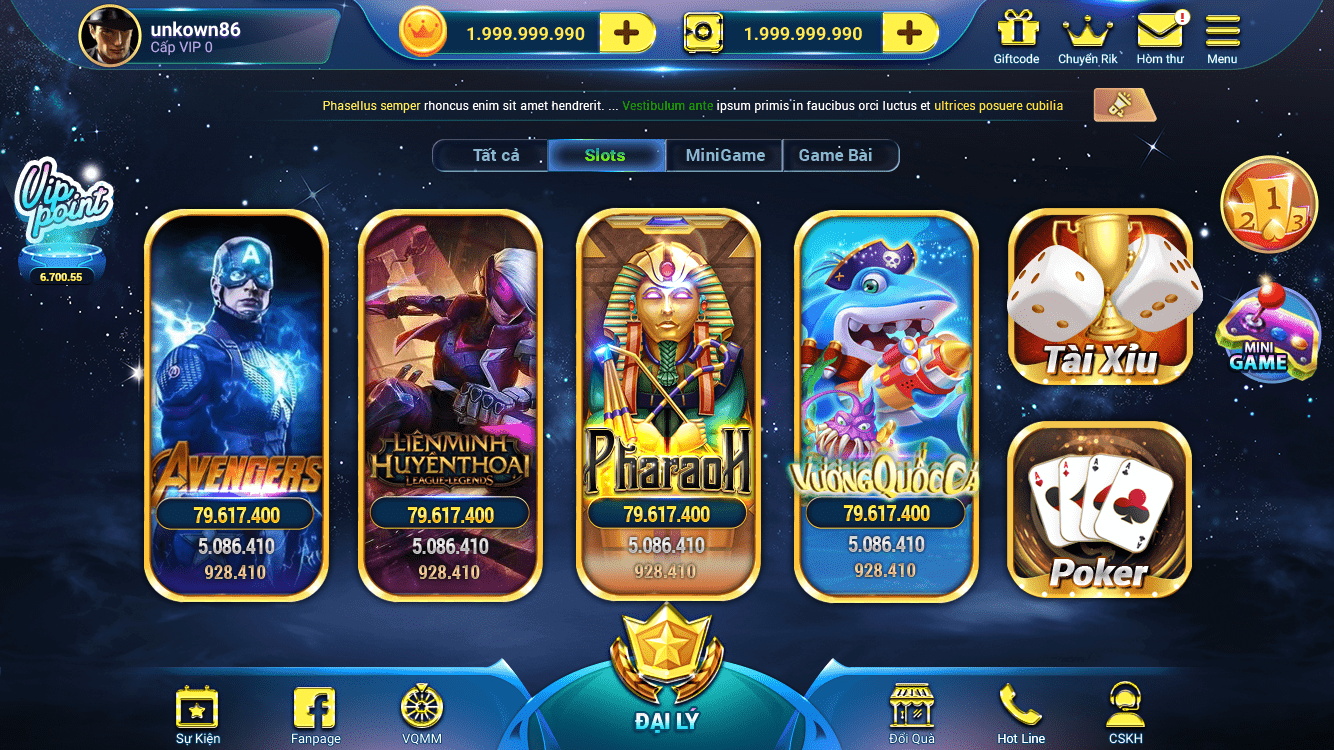 unkown86
Cấp VIP 0
1.999.999.990
1.999.999.990
Giftcode
Chuyển Rik
Hòm thư
Menu
Phasellus semper rhoncus enim sit amet hendrerit. ... Vestibulum ante ipsum primis in faucibus orci luctus et ultrices posuere cubilia
Tất cả
Slots
MiniGame
Game Bài
Vip
point
6.700.55
A
AVENGERS
79.617.400
5.086.410
928.410
LIÊN MINH
HUYỀN THOẠI
LEAGUE-LEGENDS
79.617.400
5.086.410
928.410
PharaoH
79.617.400
5.086.410
928.410
VƯƠNG QUỐC CÁ
79.617.400
5.086.410
928.410
Tài Xỉu
A
A
A
A
Poker
1
2
3
MINI
GAME
Sự Kiện
Fanpage
VQMM
ĐẠI LÝ
Đổi Quà
Hot Line
CSKH